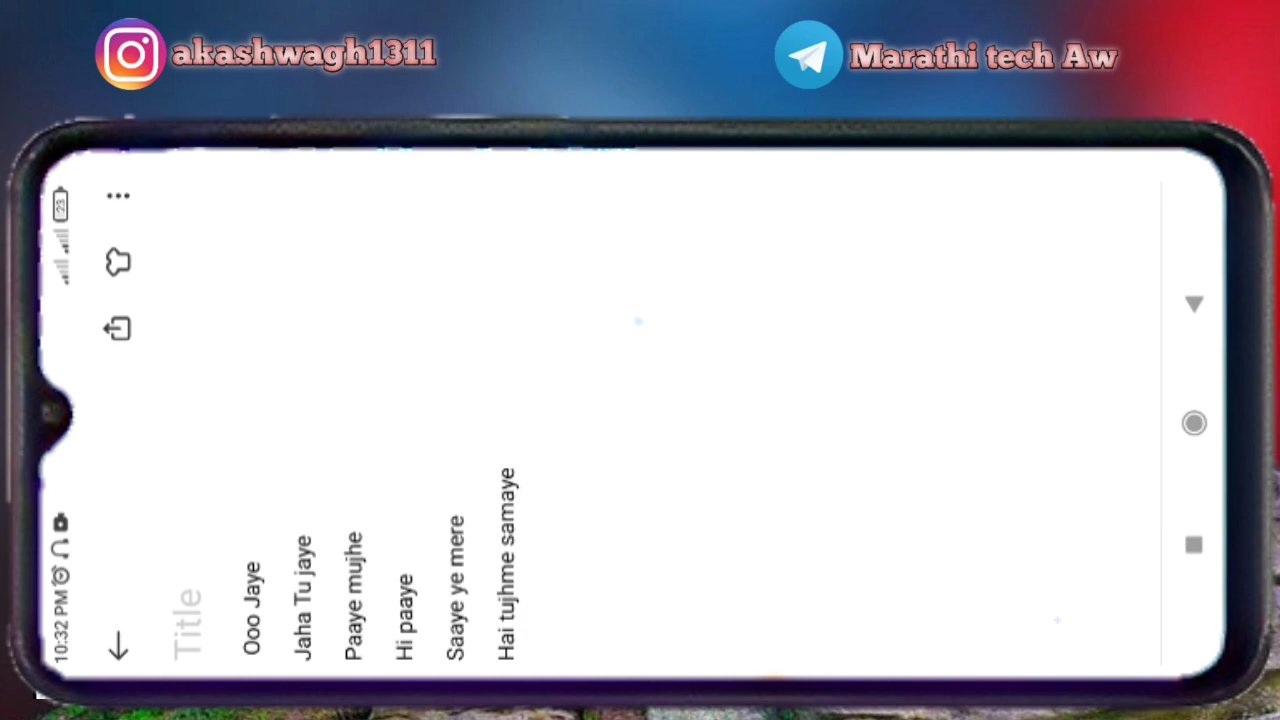 akashwagh1311
Marathi tech Aw
10:32 PM
23
Title
Ooo Jaye
Jaha Tu jaye
Paaye mujhe
Hi paaye
Saaye ye mere
Hai tujhme samaye